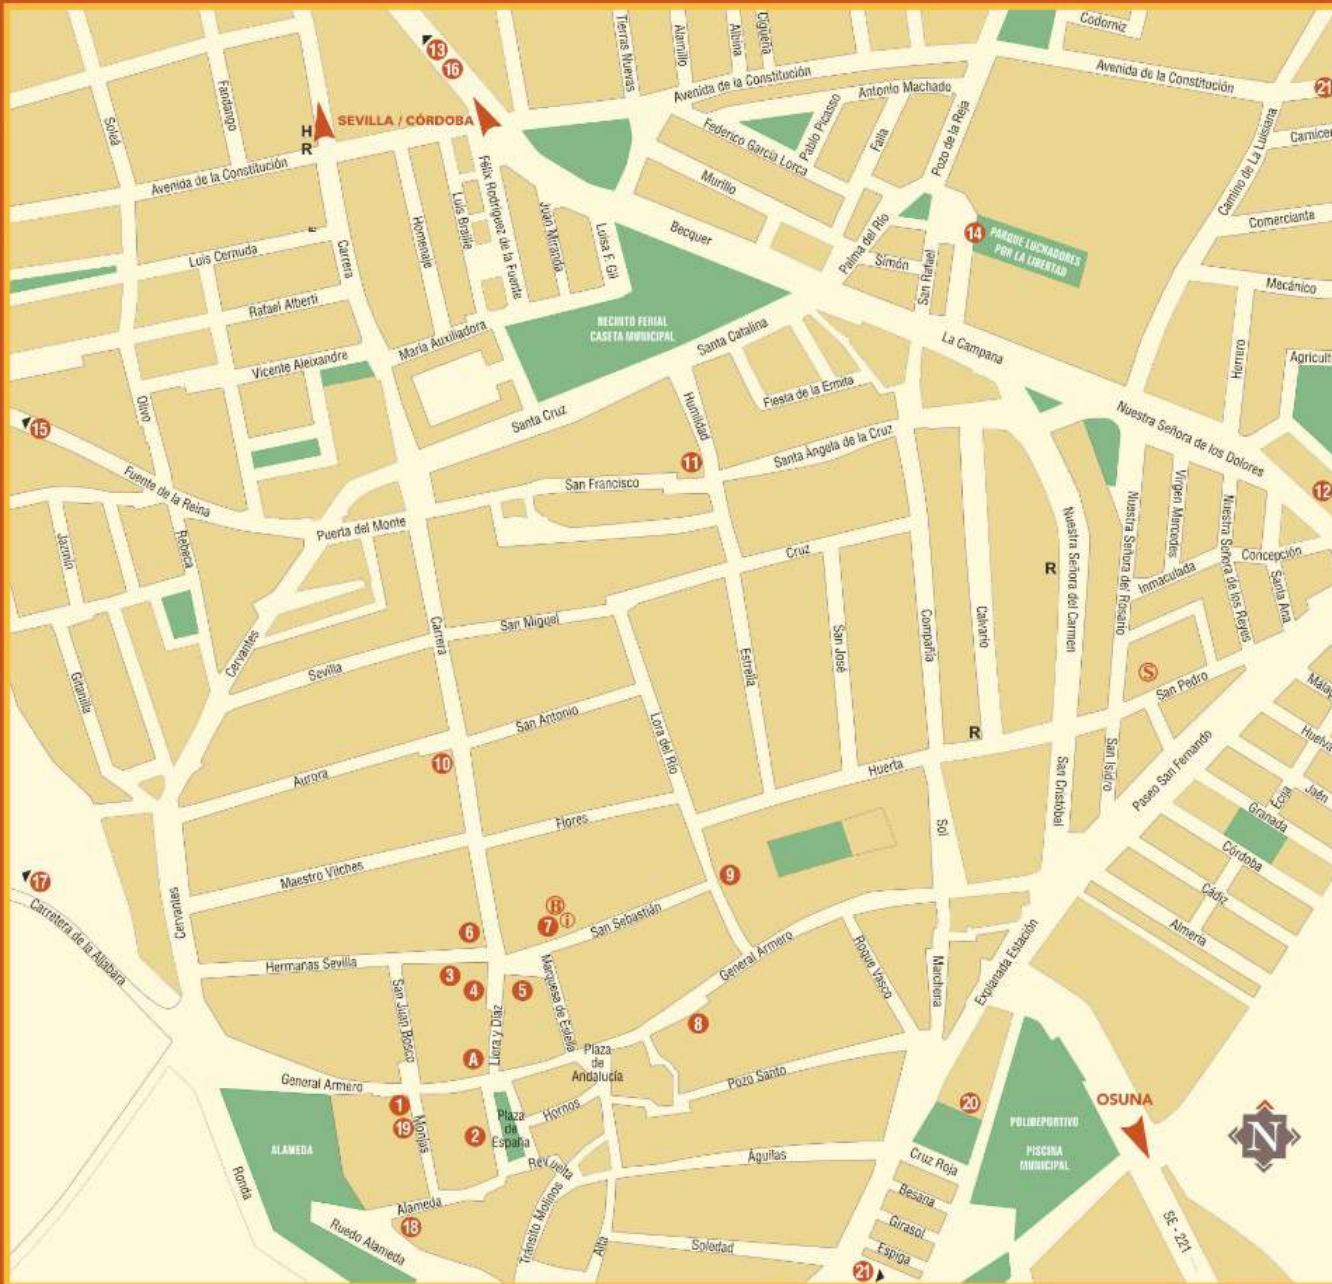 Codorniz
Tierras Nuevas
Alamillo
Albina
Cigüeña
13
16
Avenida de la Constitución
Avenida de la Constitución
21
Fandango
Soleá
H
R
SEVILLA / CÓRDOBA
Antonio Machado
Pablo Picasso
Falla
Pozo de la Reja
Federico García Lorca
Murillo
Camino de La Luisiana
Avenida de la Constitución
Félix Rodríguez de la Fuente
Luis Braille
Homenaje
Juan Miranda
Luisa F. Gil
Becquer
Palma del Río
Simón
San Rafael
14
PARQUE LUCHADORES
POR LA LIBERTAD
Comerciante
Mecánico
Luis Cernuda
Carrera
Rafael Alberti
María Auxiliadora
Vicente Aleixandre
RECINTO FERIAL
CASETA MUNICIPAL
Santa Catalina
La Campana
Herrero
Fiesta de la Ermita
Santa Cruz
Humildad
Santa Angela de la Cruz
Nuestra Señora de los Dolores
Olivo
15
Fuente de la Reina
11
San Francisco
12
Puerta del Monte
Jazmín
Rebeca
Cruz
Virgen Mercedes
Nuestra Señora del Rosario
Nuestra Señora de los Reyes
Concepción
Inmaculada
Santa Ana
Nuestra Señora del Carmen
R
Carrera
San Miguel
Cervantes
Sevilla
Gitanilla
Estrella
San José
Compañía
Calvario
S
San Pedro
San Antonio
Lora del Río
R
Huelva
Jaén
Aurora
10
Huerta
San Cristóbal
San Isidro
Paseo San Fernando
Écija
Granada
Córdoba
Cádiz
Almería
Flores
Sol
Maestro Vilches
17
Carretera de la Aljabara
Cervantes
9
6
B
7
i
San Sebastián
Hermanas Sevilla
General Armero
Roque Vasco
Marchena
Explanada Estación
3
4
5
San Juan Bosco
Marquesa de Estella
Llera y Díaz
8
A
Plaza
de
Andalucía
General Armero
Pozo Santo
1
19
Monjas
2
Plaza
de
España
Hornos
20
POLIDEPORTIVO
PISCINA
MUNICIPAL
OSUNA
N
ALAMEDA
Ronda
Revuelta
Águilas
Cruz Roja
Besana
Girasol
Espiga
Alameda
18
Ruedo Alameda
Tránsito Molinos
Alta
Soledad
21
SE - 221